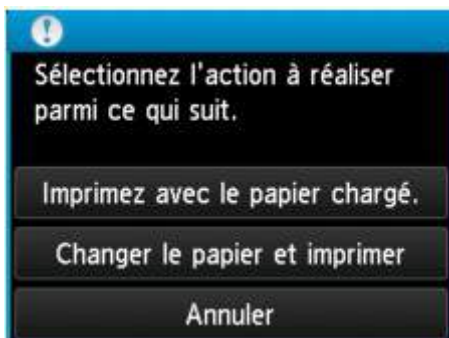 Sélectionnez l'action à réaliser
parmi ce qui suit.
Imprimez avec le papier chargé.
Changer le papier et imprimer
Annuler